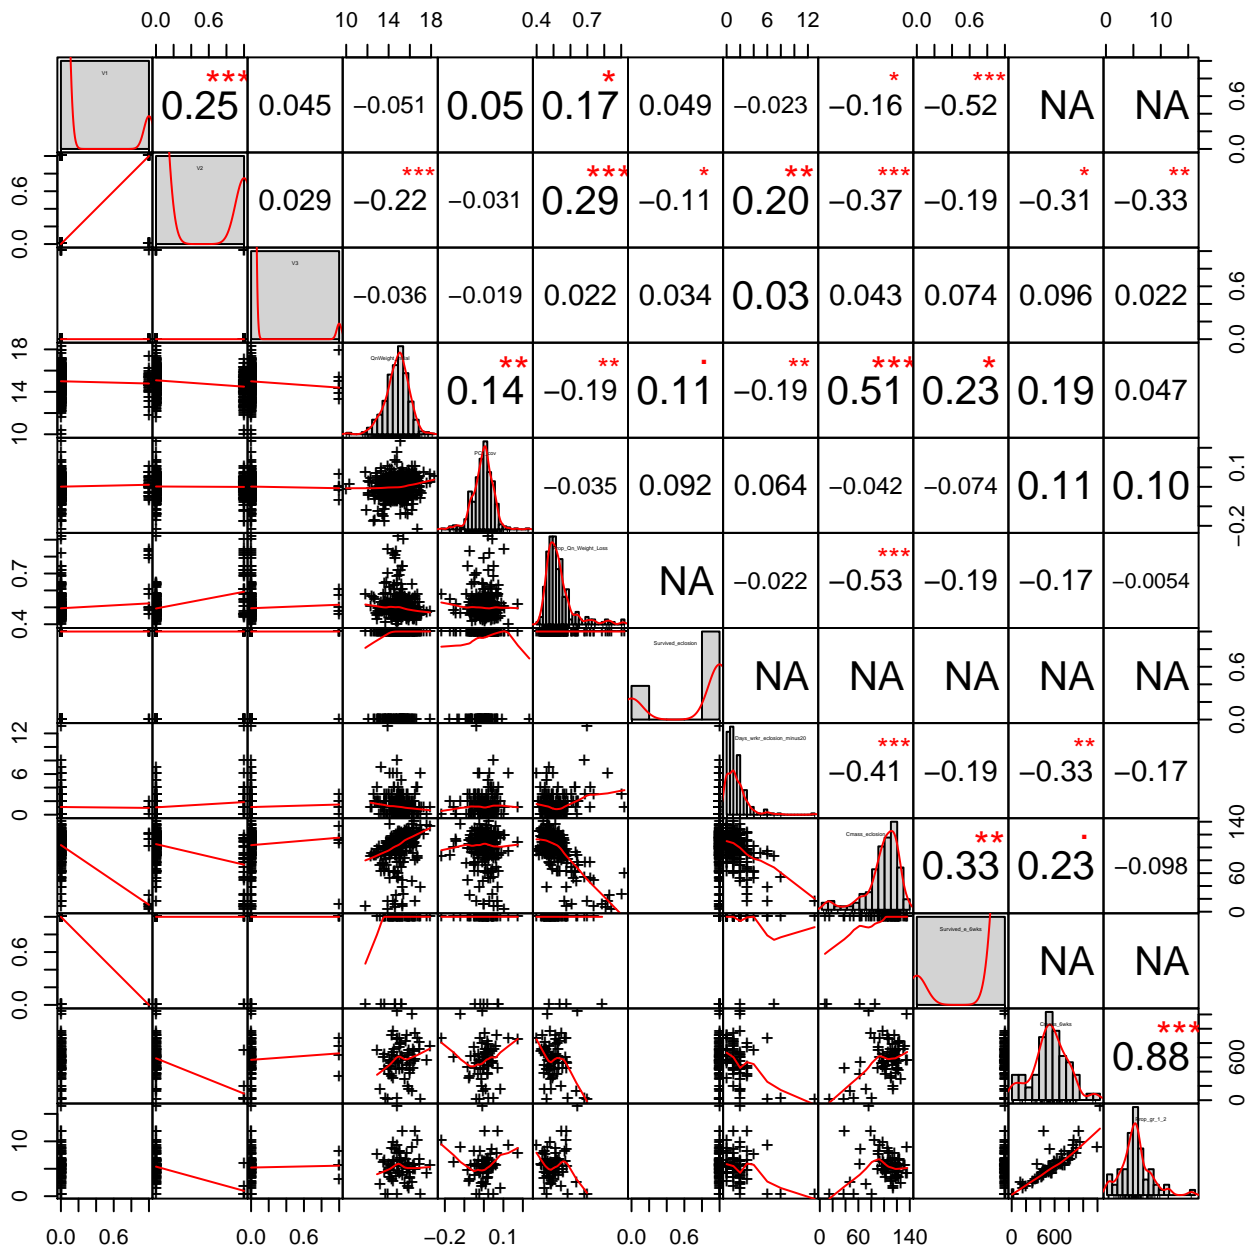 0.0 0.6 10 14 18 0.4 0.7 0 6 12 0.0 0.6 0 10
V1 0.25 *** 0.045 −0.051 0.05 0.17 * 0.049 −0.023 −0.16 * −0.52 *** NA NA 0.0 0.6
0.0 0.6 V2 0.029 −0.22 *** −0.031 0.29 *** −0.11 * 0.20 ** −0.37 *** −0.19 −0.31 * −0.33 **
V3 −0.036 −0.019 0.022 0.034 0.03 0.043 0.074 0.096 0.022 0.0 0.6
10 14 18 0.14 ** −0.19 ** 0.11 . −0.19 ** 0.51 *** 0.23 * 0.19 0.047
−0.035 0.092 0.064 −0.042 −0.074 0.11 0.10 −0.2 0.1
0.4 0.7 NA −0.022 −0.53 *** −0.19 −0.17 −0.0054
Survived_eclosion NA NA NA NA NA 0.0 0.6
0 6 12 Days_wrkr_eclosion_minus20 −0.41 *** −0.19 −0.33 ** −0.17
Cmass_eclosion 0.33 ** 0.23 . −0.098 0 60 140
0.0 0.6 Survived_e_6wks NA NA
0.88 *** 0 600
0 10
0.0 0.6 −0.2 0.1 0.0 0.6 0 60 140 0 600